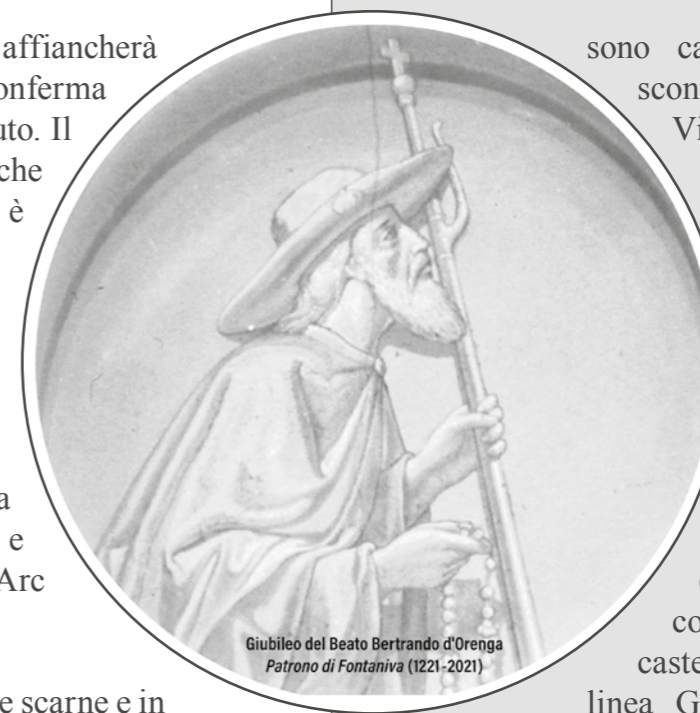 affiancherà
onferma
uto. Il
che
è
a
e
Arc
e scarne e in
Giubileo del Beato Bertrando d'Orenga
Patrono di Fontaniva (1221-2021)
sono ca
scon
Vi
co
caste
linea G